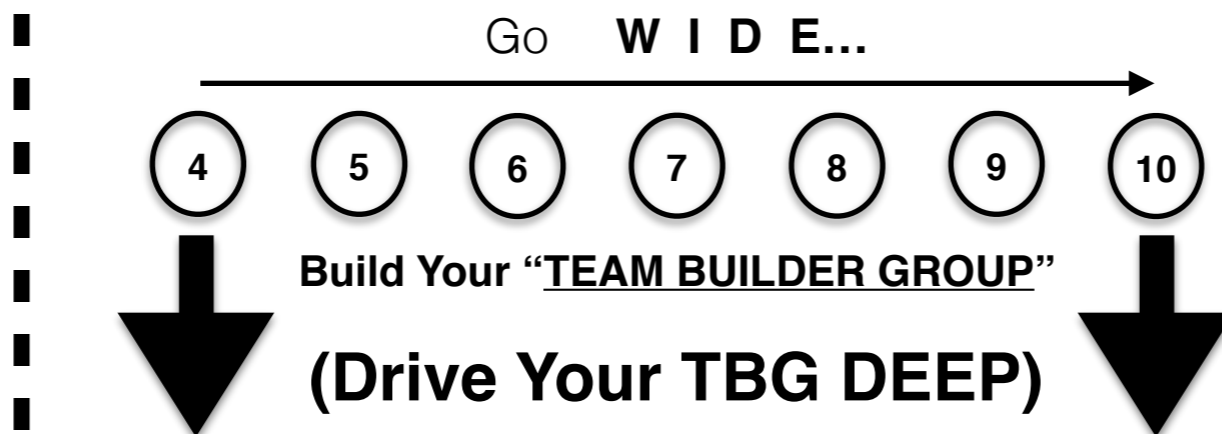 Go W I D E...
4 5 6 7 8 9 10
Build Your “TEAM BUILDER GROUP”
(Drive Your TBG DEEP)